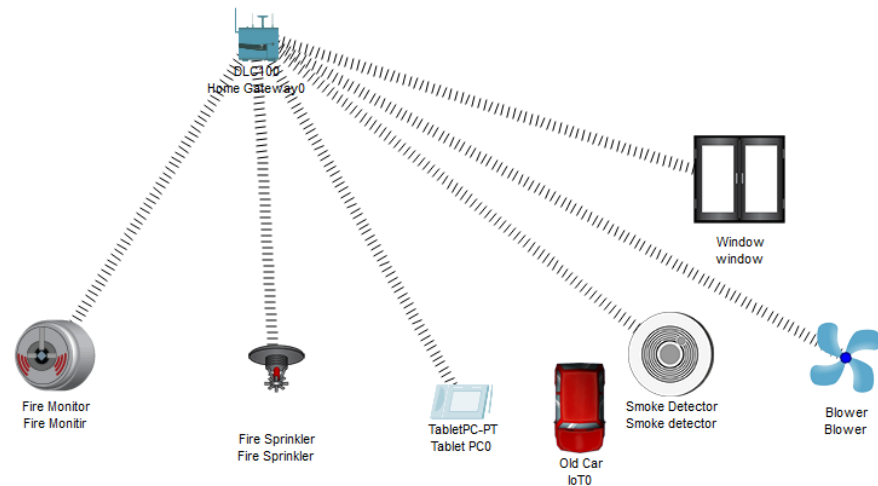 DLC100
Home Gateway0
Window
window
Fire Monitor
Fire Monitir
Fire Sprinkler
Fire Sprinkler
TabletPC-PT
Tablet PC0
Old Car
IoT0
Smoke Detector
Smoke detector
Blower
Blower